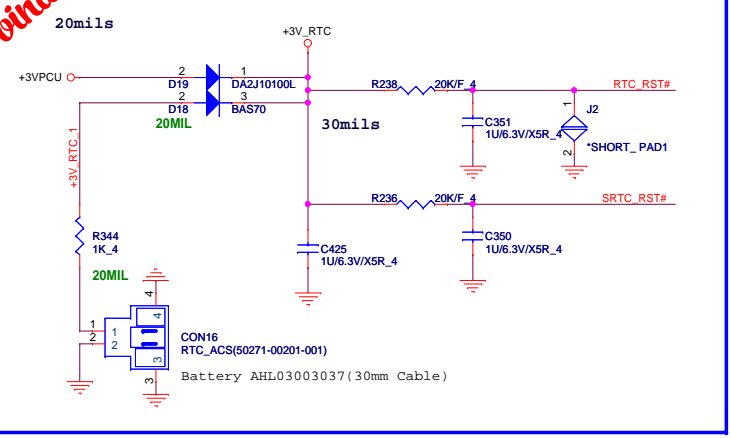 20mils
+3V_RTC
+3VPCU
2
1
D19
DA2J10100L
2
3
D18
BAS70
20MIL
30mils
R238
20K/F_4
RTC_RST#
C351
1U/6.3V/X5R_4
1
J2
2
*SHORT_ PAD1
+3V_RTC_1
R236
20K/F_4
SRTC_RST#
R344
1K_4
C425
1U/6.3V/X5R_4
C350
1U/6.3V/X5R_4
20MIL
4
4
1
1
2
2
3
3
CON16
RTC_ACS(50271-00201-001)
Battery AHL03003037(30mm Cable)